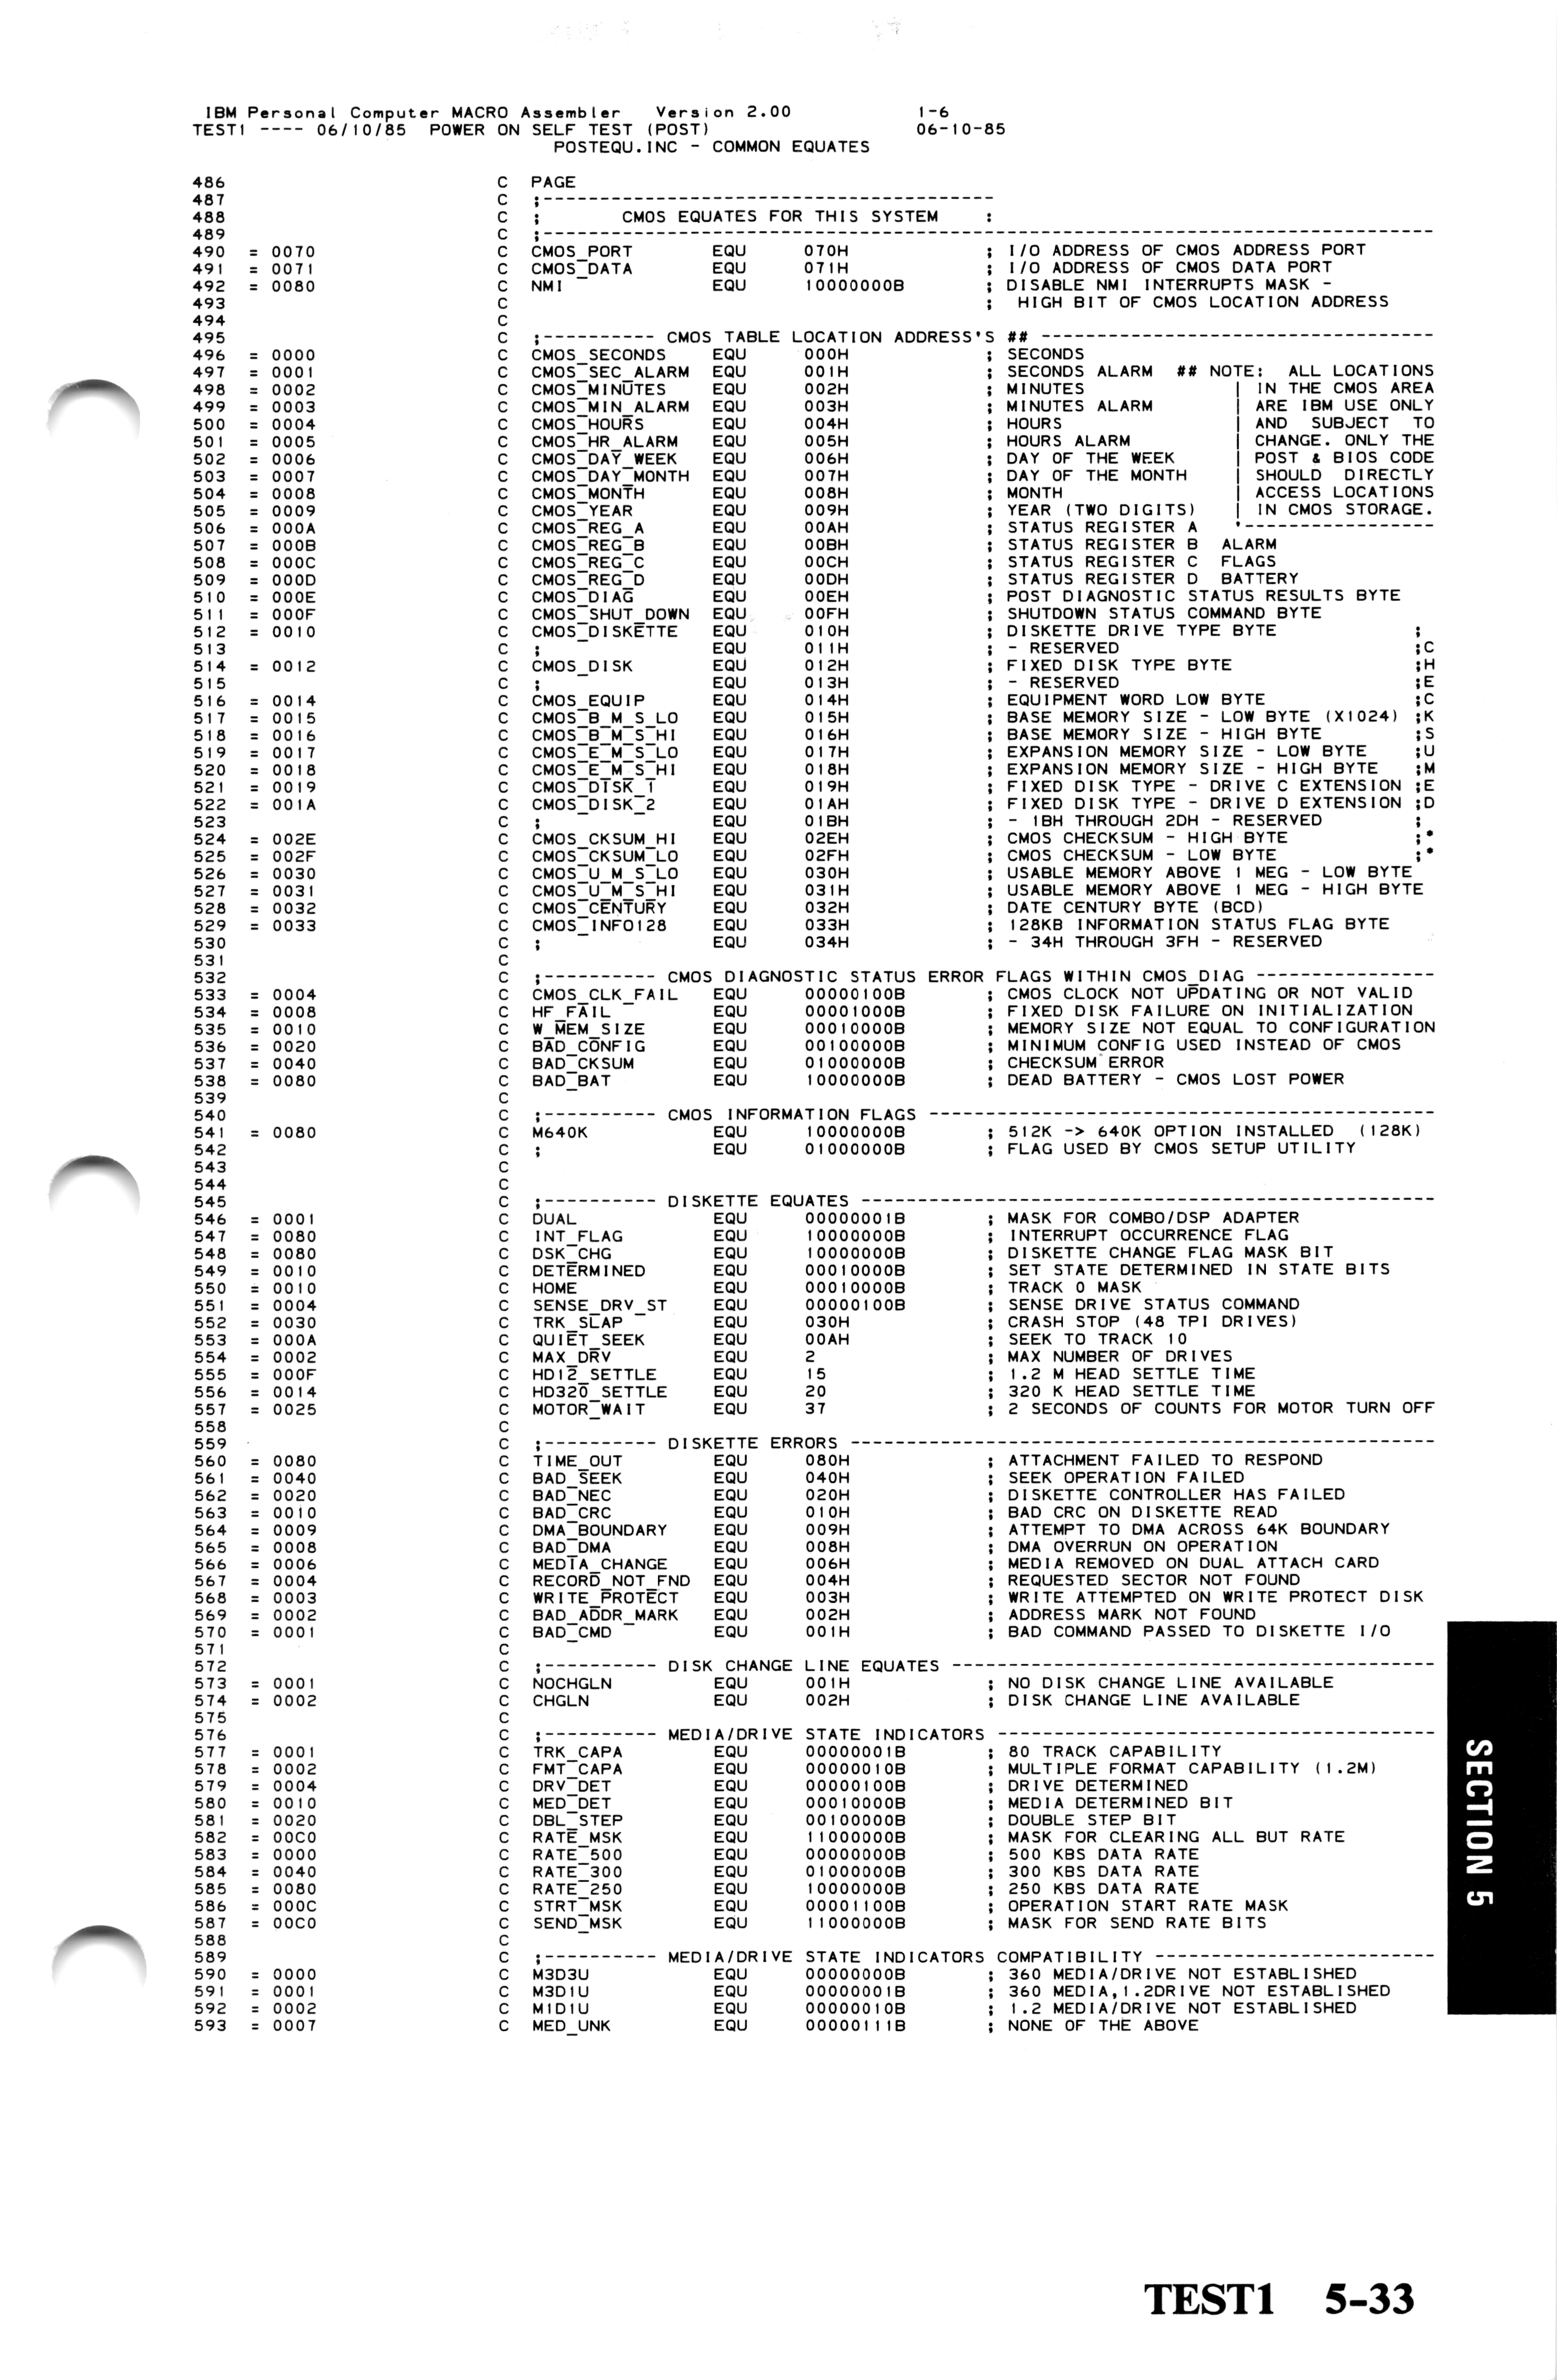 IBM Personal Computer MACRO Assembler   Version 2.00            1-6
TEST1 ---- 06/10/85  POWER ON SELF TEST (POST)                  06-10-85
                     POSTEQU.INC - COMMON EQUATES
486                     C  PAGE
487                     C  ;----------------------------------------
488                     C  ;       CMOS EQUATES FOR THIS SYSTEM    :
489                     C  ;-------------------------------------------------------------------------------
490  = 0070             C  CMOS_PORT       EQU     070H            ; I/O ADDRESS OF CMOS ADDRESS PORT
491  = 0071             C  CMOS_DATA       EQU     071H            ; I/O ADDRESS OF CMOS DATA PORT
492  = 0080             C  NMI             EQU     10000000B       ; DISABLE NMI INTERRUPTS MASK -
493                     C                                          ;  HIGH BIT OF CMOS LOCATION ADDRESS
494                     C
495                     C  ;---------- CMOS TABLE LOCATION ADDRESS'S ## -----------------------------------
496  = 0000             C  CMOS_SECONDS    EQU     000H            ; SECONDS
497  = 0001             C  CMOS_SEC_ALARM  EQU     001H            ; SECONDS ALARM  ## NOTE:  ALL LOCATIONS
498  = 0002             C  CMOS_MINUTES    EQU     002H            ; MINUTES             | IN THE CMOS AREA
499  = 0003             C  CMOS_MIN_ALARM  EQU     003H            ; MINUTES ALARM       | ARE IBM USE ONLY
500  = 0004             C  CMOS_HOURS      EQU     004H            ; HOURS               | AND  SUBJECT  TO
501  = 0005             C  CMOS_HR_ALARM   EQU     005H            ; HOURS ALARM         | CHANGE. ONLY THE
502  = 0006             C  CMOS_DAY_WEEK   EQU     006H            ; DAY OF THE WEEK     | POST & BIOS CODE
503  = 0007             C  CMOS_DAY_MONTH  EQU     007H            ; DAY OF THE MONTH    | SHOULD  DIRECTLY
504  = 0008             C  CMOS_MONTH      EQU     008H            ; MONTH               | ACCESS LOCATIONS
505  = 0009             C  CMOS_YEAR       EQU     009H            ; YEAR (TWO DIGITS)   | IN CMOS STORAGE.
506  = 000A             C  CMOS_REG_A      EQU     00AH            ; STATUS REGISTER A   '-----------------
507  = 000B             C  CMOS_REG_B      EQU     00BH            ; STATUS REGISTER B  ALARM
508  = 000C             C  CMOS_REG_C      EQU     00CH            ; STATUS REGISTER C  FLAGS
509  = 000D             C  CMOS_REG_D      EQU     00DH            ; STATUS REGISTER D  BATTERY
510  = 000E             C  CMOS_DIAG       EQU     00EH            ; POST DIAGNOSTIC STATUS RESULTS BYTE
511  = 000F             C  CMOS_SHUT_DOWN  EQU     00FH            ; SHUTDOWN STATUS COMMAND BYTE
512  = 0010             C  CMOS_DISKETTE   EQU     010H            ; DISKETTE DRIVE TYPE BYTE            ;
513                     C  ;               EQU     011H            ; - RESERVED                          ;C
514  = 0012             C  CMOS_DISK       EQU     012H            ; FIXED DISK TYPE BYTE                ;H
515                     C  ;               EQU     013H            ; - RESERVED                          ;E
516  = 0014             C  CMOS_EQUIP      EQU     014H            ; EQUIPMENT WORD LOW BYTE             ;C
517  = 0015             C  CMOS_B_M_S_LO   EQU     015H            ; BASE MEMORY SIZE - LOW BYTE (X1024) ;K
518  = 0016             C  CMOS_B_M_S_HI   EQU     016H            ; BASE MEMORY SIZE - HIGH BYTE        ;S
519  = 0017             C  CMOS_E_M_S_LO   EQU     017H            ; EXPANSION MEMORY SIZE - LOW BYTE    ;U
520  = 0018             C  CMOS_E_M_S_HI   EQU     018H            ; EXPANSION MEMORY SIZE - HIGH BYTE   ;M
521  = 0019             C  CMOS_DISK_1     EQU     019H            ; FIXED DISK TYPE - DRIVE C EXTENSION ;E
522  = 001A             C  CMOS_DISK_2     EQU     01AH            ; FIXED DISK TYPE - DRIVE D EXTENSION ;D
523                     C  ;               EQU     01BH            ; - 1BH THROUGH 2DH - RESERVED        ;
524  = 002E             C  CMOS_CKSUM_HI   EQU     02EH            ; CMOS CHECKSUM - HIGH BYTE           ;*
525  = 002F             C  CMOS_CKSUM_LO   EQU     02FH            ; CMOS CHECKSUM - LOW BYTE            ;*
526  = 0030             C  CMOS_U_M_S_LO   EQU     030H            ; USABLE MEMORY ABOVE 1 MEG - LOW BYTE
527  = 0031             C  CMOS_U_M_S_HI   EQU     031H            ; USABLE MEMORY ABOVE 1 MEG - HIGH BYTE
528  = 0032             C  CMOS_CENTURY    EQU     032H            ; DATE CENTURY BYTE (BCD)
529  = 0033             C  CMOS_INFO128    EQU     033H            ; 128KB INFORMATION STATUS FLAG BYTE
530                     C  ;               EQU     034H            ; - 34H THROUGH 3FH - RESERVED
531                     C
532                     C  ;---------- CMOS DIAGNOSTIC STATUS ERROR FLAGS WITHIN CMOS_DIAG ----------------
533  = 0004             C  CMOS_CLK_FAIL   EQU     00000100B       ; CMOS CLOCK NOT UPDATING OR NOT VALID
534  = 0008             C  HF_FAIL         EQU     00001000B       ; FIXED DISK FAILURE ON INITIALIZATION
535  = 0010             C  W_MEM_SIZE      EQU     00010000B       ; MEMORY SIZE NOT EQUAL TO CONFIGURATION
536  = 0020             C  BAD_CONFIG      EQU     00100000B       ; MINIMUM CONFIG USED INSTEAD OF CMOS
537  = 0040             C  BAD_CKSUM       EQU     01000000B       ; CHECKSUM ERROR
538  = 0080             C  BAD_BAT         EQU     10000000B       ; DEAD BATTERY - CMOS LOST POWER
539                     C
540                     C  ;---------- CMOS INFORMATION FLAGS ---------------------------------------------
541  = 0080             C  M640K           EQU     10000000B       ; 512K -> 640K OPTION INSTALLED  (128K)
542                     C  ;               EQU     01000000B       ; FLAG USED BY CMOS SETUP UTILITY
543                     C
544                     C
545                     C  ;---------- DISKETTE EQUATES ---------------------------------------------------
546  = 0001             C  DUAL            EQU     00000001B       ; MASK FOR COMBO/DSP ADAPTER
547  = 0080             C  INT_FLAG        EQU     10000000B       ; INTERRUPT OCCURRENCE FLAG
548  = 0080             C  DSK_CHG         EQU     10000000B       ; DISKETTE CHANGE FLAG MASK BIT
549  = 0010             C  DETERMINED      EQU     00010000B       ; SET STATE DETERMINED IN STATE BITS
550  = 0010             C  HOME            EQU     00010000B       ; TRACK 0 MASK
551  = 0004             C  SENSE_DRV_ST    EQU     00000100B       ; SENSE DRIVE STATUS COMMAND
552  = 0030             C  TRK_SLAP        EQU     030H            ; CRASH STOP (48 TPI DRIVES)
553  = 000A             C  QUIET_SEEK      EQU     00AH            ; SEEK TO TRACK 10
554  = 0002             C  MAX_DRV         EQU     2               ; MAX NUMBER OF DRIVES
555  = 000F             C  HD12_SETTLE     EQU     15              ; 1.2 M HEAD SETTLE TIME
556  = 0014             C  HD320_SETTLE    EQU     20              ; 320 K HEAD SETTLE TIME
557  = 0025             C  MOTOR_WAIT      EQU     37              ; 2 SECONDS OF COUNTS FOR MOTOR TURN OFF
558                     C
559                     C  ;---------- DISKETTE ERRORS ----------------------------------------------------
560  = 0080             C  TIME_OUT        EQU     080H            ; ATTACHMENT FAILED TO RESPOND
561  = 0040             C  BAD_SEEK        EQU     040H            ; SEEK OPERATION FAILED
562  = 0020             C  BAD_NEC         EQU     020H            ; DISKETTE CONTROLLER HAS FAILED
563  = 0010             C  BAD_CRC         EQU     010H            ; BAD CRC ON DISKETTE READ
564  = 0009             C  DMA_BOUNDARY    EQU     009H            ; ATTEMPT TO DMA ACROSS 64K BOUNDARY
565  = 0008             C  BAD_DMA         EQU     008H            ; DMA OVERRUN ON OPERATION
566  = 0006             C  MEDIA_CHANGE    EQU     006H            ; MEDIA REMOVED ON DUAL ATTACH CARD
567  = 0004             C  RECORD_NOT_FND  EQU     004H            ; REQUESTED SECTOR NOT FOUND
568  = 0003             C  WRITE_PROTECT   EQU     003H            ; WRITE ATTEMPTED ON WRITE PROTECT DISK
569  = 0002             C  BAD_ADDR_MARK   EQU     002H            ; ADDRESS MARK NOT FOUND
570  = 0001             C  BAD_CMD         EQU     001H            ; BAD COMMAND PASSED TO DISKETTE I/O
571                     C
572                     C  ;---------- DISK CHANGE LINE EQUATES -------------------------------------------
573  = 0001             C  NOCHGLN         EQU     001H            ; NO DISK CHANGE LINE AVAILABLE
574  = 0002             C  CHGLN           EQU     002H            ; DISK CHANGE LINE AVAILABLE
575                     C
576                     C  ;---------- MEDIA/DRIVE STATE INDICATORS ---------------------------------------
577  = 0001             C  TRK_CAPA        EQU     00000001B       ; 80 TRACK CAPABILITY
578  = 0002             C  FMT_CAPA        EQU     00000010B       ; MULTIPLE FORMAT CAPABILITY (1.2M)
579  = 0004             C  DRV_DET         EQU     00000100B       ; DRIVE DETERMINED
580  = 0010             C  MED_DET         EQU     00010000B       ; MEDIA DETERMINED BIT
581  = 0020             C  DBL_STEP        EQU     00100000B       ; DOUBLE STEP BIT
582  = 00C0             C  RATE_MSK        EQU     11000000B       ; MASK FOR CLEARING ALL BUT RATE
583  = 0000             C  RATE_500        EQU     00000000B       ; 500 KBS DATA RATE
584  = 0040             C  RATE_300        EQU     01000000B       ; 300 KBS DATA RATE
585  = 0080             C  RATE_250        EQU     10000000B       ; 250 KBS DATA RATE
586  = 000C             C  STRT_MSK        EQU     00001100B       ; OPERATION START RATE MASK
587  = 00C0             C  SEND_MSK        EQU     11000000B       ; MASK FOR SEND RATE BITS
588                     C
589                     C  ;---------- MEDIA/DRIVE STATE INDICATORS COMPATIBILITY -------------------------
590  = 0000             C  M3D3U           EQU     00000000B       ; 360 MEDIA/DRIVE NOT ESTABLISHED
591  = 0001             C  M3D1U           EQU     00000001B       ; 360 MEDIA,1.2DRIVE NOT ESTABLISHED
592  = 0002             C  M1D1U           EQU     00000010B       ; 1.2 MEDIA/DRIVE NOT ESTABLISHED
593  = 0007             C  MED_UNK         EQU     00000111B       ; NONE OF THE ABOVE
SECTION 5
TEST1   5-33